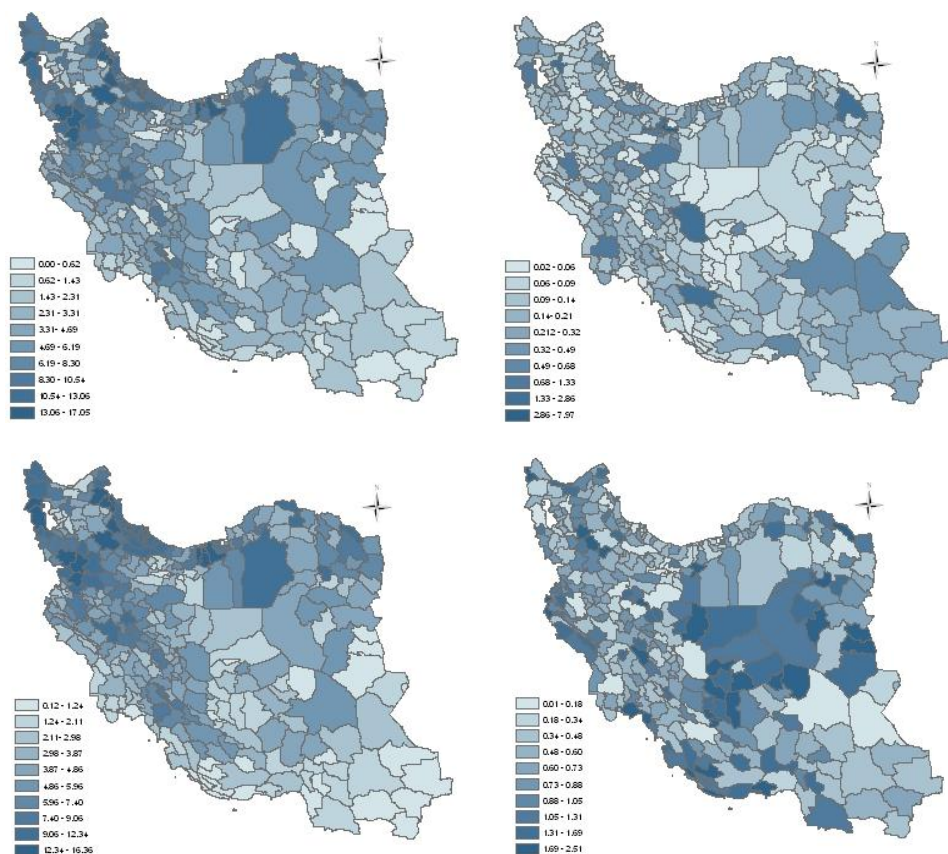 N
0.00 - 0.62
0.62 - 1.43
1.43 - 2.31
2.31 - 3.31
3.31 - 4.69
4.69 - 6.19
6.19 - 8.30
8.30 - 10.54
10.54 - 13.06
13.06 - 17.05
N
0.02 - 0.06
0.06 - 0.09
0.09 - 0.14
0.14 - 0.21
0.212 - 0.32
0.32 - 0.49
0.49 - 0.68
0.68 - 1.33
1.33 - 2.86
2.86 - 7.97
N
0.12 - 1.24
1.24 - 2.11
2.11 - 2.98
2.98 - 3.87
3.87 - 4.86
4.86 - 5.96
5.96 - 7.40
7.40 - 9.06
9.06 - 12.34
12.34 - 16.36
N
0.01 - 0.18
0.18 - 0.34
0.34 - 0.48
0.48 - 0.60
0.60 - 0.73
0.73 - 0.88
0.88 - 1.05
1.05 - 1.31
1.31 - 1.69
1.69 - 2.51